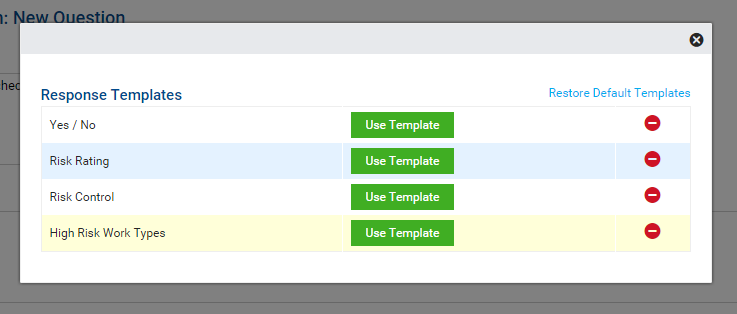 : New Question
Response Templates
Restore Default Templates
Yes / No
Use Template
Risk Rating
Use Template
Risk Control
Use Template
High Risk Work Types
Use Template